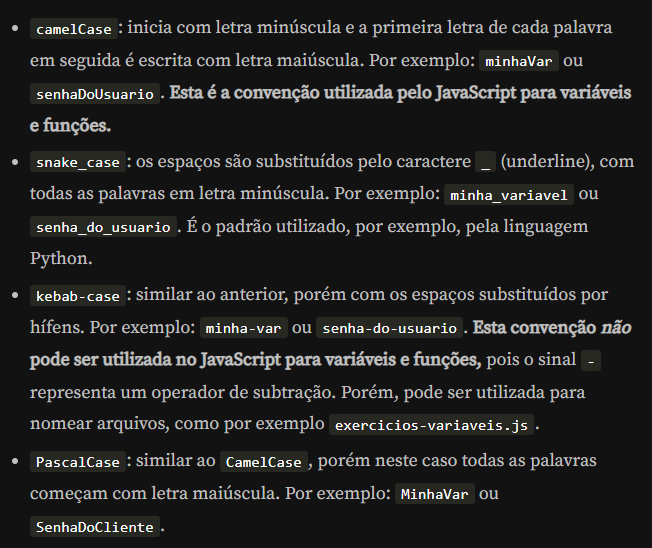 • camelCase: inicia com letra minúscula e a primeira letra de cada palavra
em seguida é escrita com letra maiúscula. Por exemplo: minhaVar ou
senhaDoUsuario. Esta é a convenção utilizada pelo JavaScript para variáveis
e funções.
• snake_case: os espaços são substituídos pelo caractere _ (underline), com
todas as palavras em letra minúscula. Por exemplo: minha_variavel ou
senha_do_usuario. É o padrão utilizado, por exemplo, pela linguagem
Python.
• kebab-case: similar ao anterior, porém com os espaços substituídos por
hífens. Por exemplo: minha-var ou senha-do-usuario. Esta convenção não
pode ser utilizada no JavaScript para variáveis e funções, pois o sinal -
representa um operador de subtração. Porém, pode ser utilizada para
nomear arquivos, como por exemplo exercicios-variaveis.js.
• PascalCase: similar ao CamelCase, porém neste caso todas as palavras
começam com letra maiúscula. Por exemplo: MinhaVar ou
SenhaDoCliente.